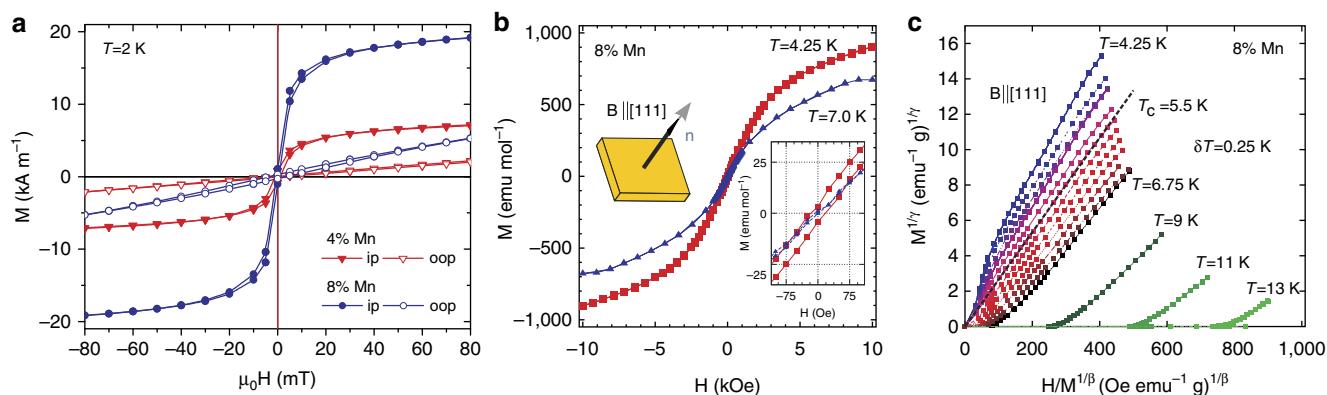 a
T=2 K
M (kA m⁻¹)
20
10
0
−10
−20
4% Mn
ip oop
8% Mn
ip oop
−80 −60 −40 −20 0 20 40 60 80
μ₀H (mT)
b
8% Mn
T=4.25 K
B ||[111]
n
T=7.0 K
M (emu mol⁻¹)
1,000
500
0
−500
−1,000
M (emu mol⁻¹)
25
0
−25
−75 0 75
H (Oe)
−10 −5 0 5 10
H (kOe)
c
T=4.25 K
8% Mn
B||[111]
T_c =5.5 K
δT=0.25 K
T=6.75 K
T=9 K
T=11 K
T=13 K
M^1/γ (emu⁻¹ g)^1/γ
16
14
12
10
8
6
4
2
0
0 200 400 600 800 1,000
H/M^1/β (Oe emu⁻¹ g)^1/β